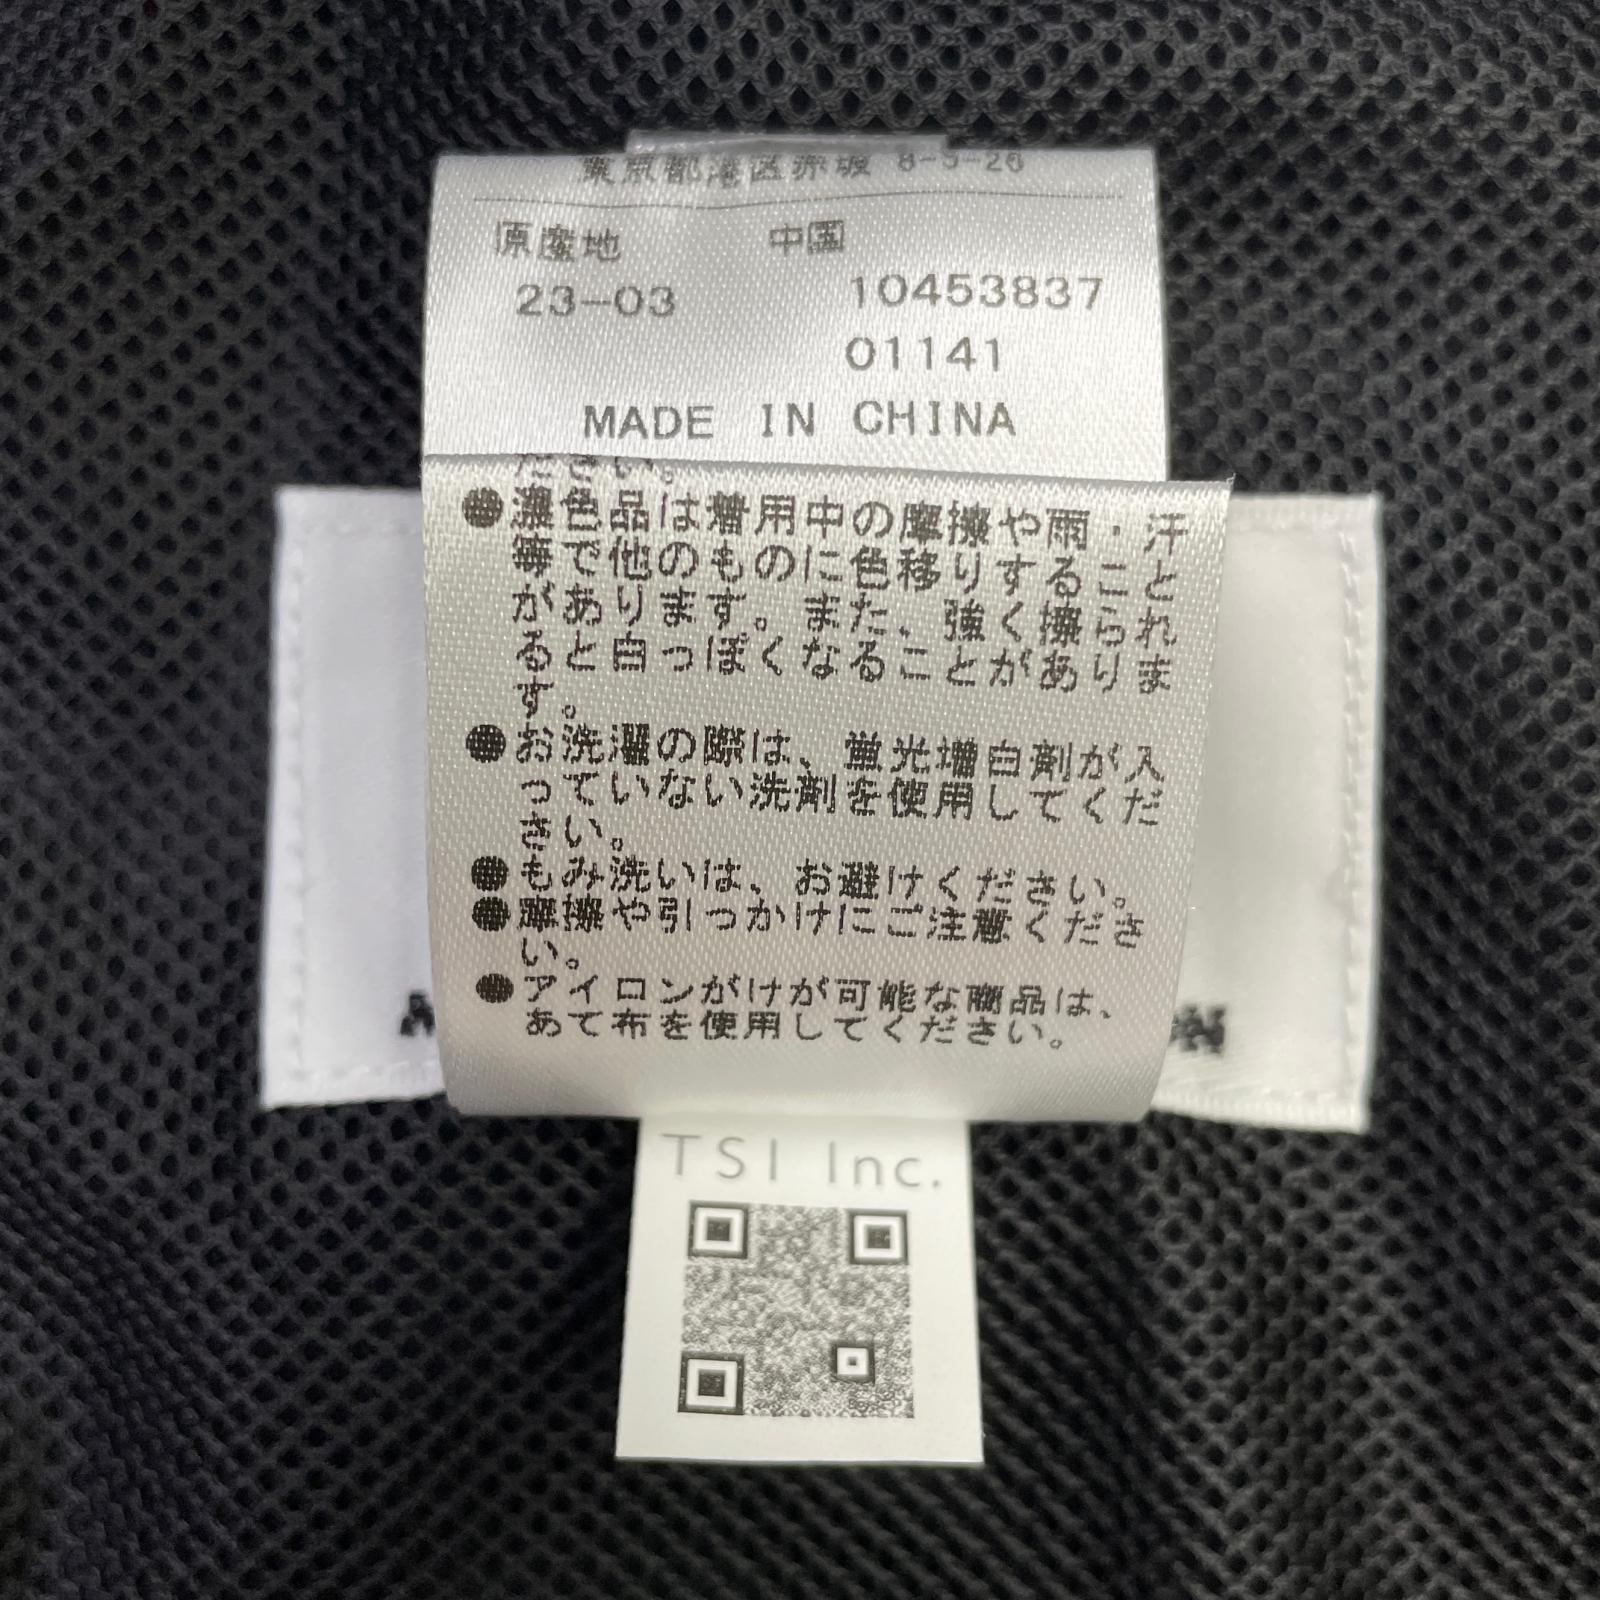 東京都港区赤坂 8-5-26
原産地 中国
23-03 10453837
01141
MADE IN CHINA
ださい。
●濃色品は着用中の摩擦や雨・汗
等で他のものに色移りすること
があります。また、強く擦られ
ると白っぽくなることがありま
す。
●お洗濯の際は、蛍光増白剤が入
っていない洗剤を使用してくだ
さい。
●もみ洗いは、お避けください。
●摩擦や引っかけにご注意くださ
い。
●アイロンがけが可能な商品は、
あて布を使用してください。
TSI Inc.